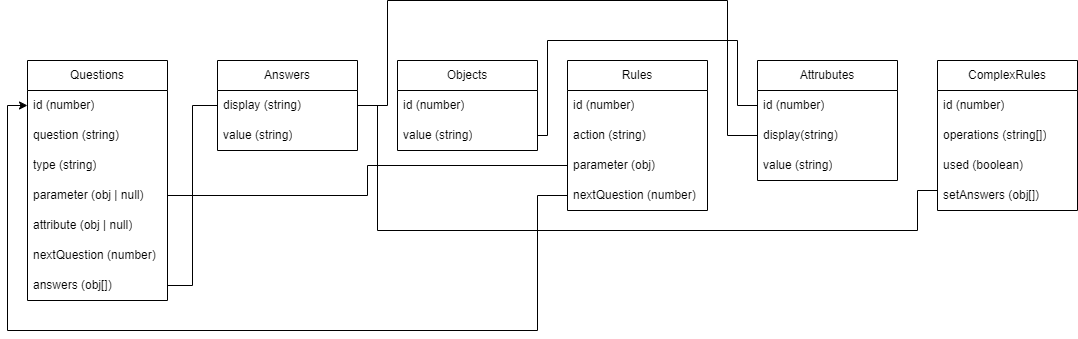 Questions
id (number)
question (string)
type (string)
parameter (obj | null)
attribute (obj | null)
nextQuestion (number)
answers (obj[])
Answers
display (string)
value (string)
Objects
id (number)
value (string)
Rules
id (number)
action (string)
parameter (obj)
nextQuestion (number)
Attrubutes
id (number)
display(string)
value (string)
ComplexRules
id (number)
operations (string[])
used (boolean)
setAnswers (obj[])